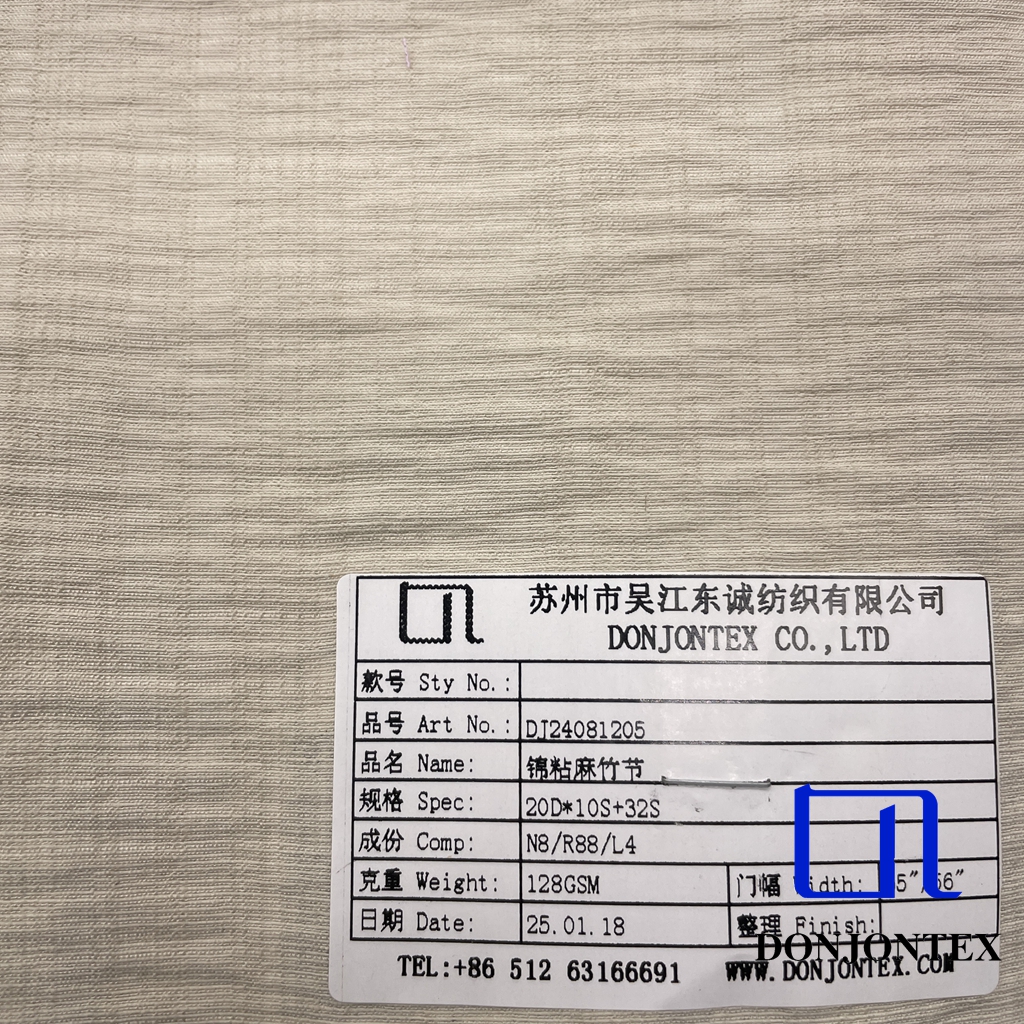 苏州市吴江东诚纺织有限公司
DONJONTEX CO.,LTD
款号 Sty No.:
品号 Art No.: DJ24081205
品名 Name: 锦粘麻竹节
规格 Spec: 20D*10S+32S
成份 Comp: N8/R88/L4
克重 Weight: 128GSM 门幅 Width:
日期 Date: 25.01.18 整理 Finish:
DONJONTEX
TEL:+86 512 63166691 WWW.DONJONTEX.COM